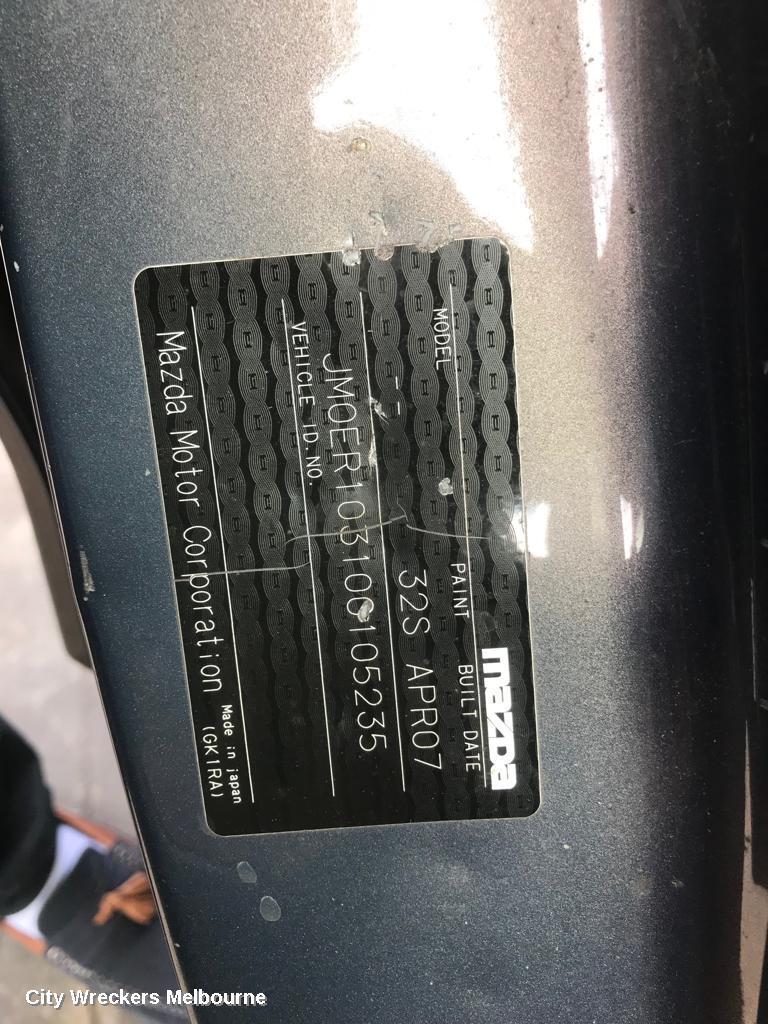 mazda
MODEL PAINT BUILT DATE
-- 32S APR07
JM0ER103100105235
VEHICLE ID.NO.
Mazda Motor Corporation Made in japan
(GK1RA)
City Wreckers Melbourne